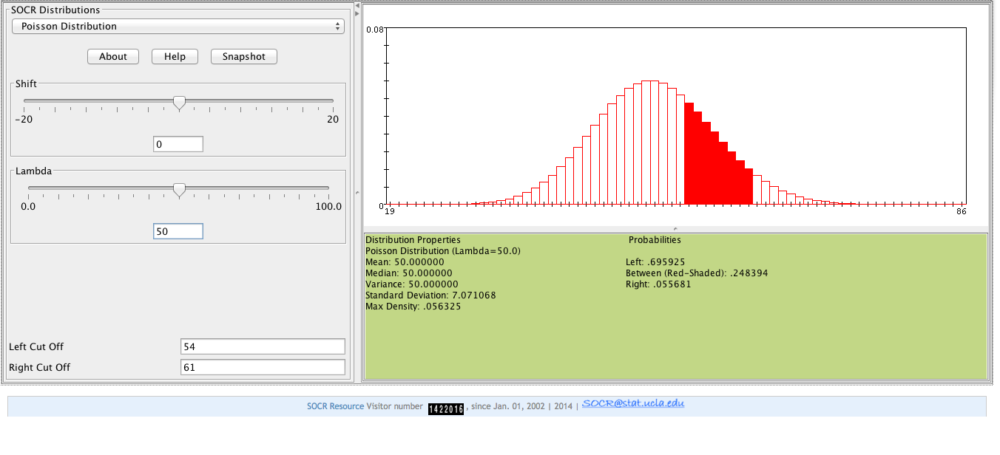 SOCR Distributions
Poisson Distribution
About Help Snapshot
Shift
-20 20
0
Lambda
0.0 100.0
50
Left Cut Off 54
Right Cut Off 61
0.08
0
19 86
Distribution Properties Probabilities
Poisson Distribution (Lambda=50.0)
Mean: 50.000000 Left: .695925
Median: 50.000000 Between (Red-Shaded): .248394
Variance: 50.000000 Right: .055681
Standard Deviation: 7.071068
Max Density: .056325
SOCR Resource Visitor number 1422016 , since Jan. 01, 2002 | 2014 | SOCR@stat.ucla.edu